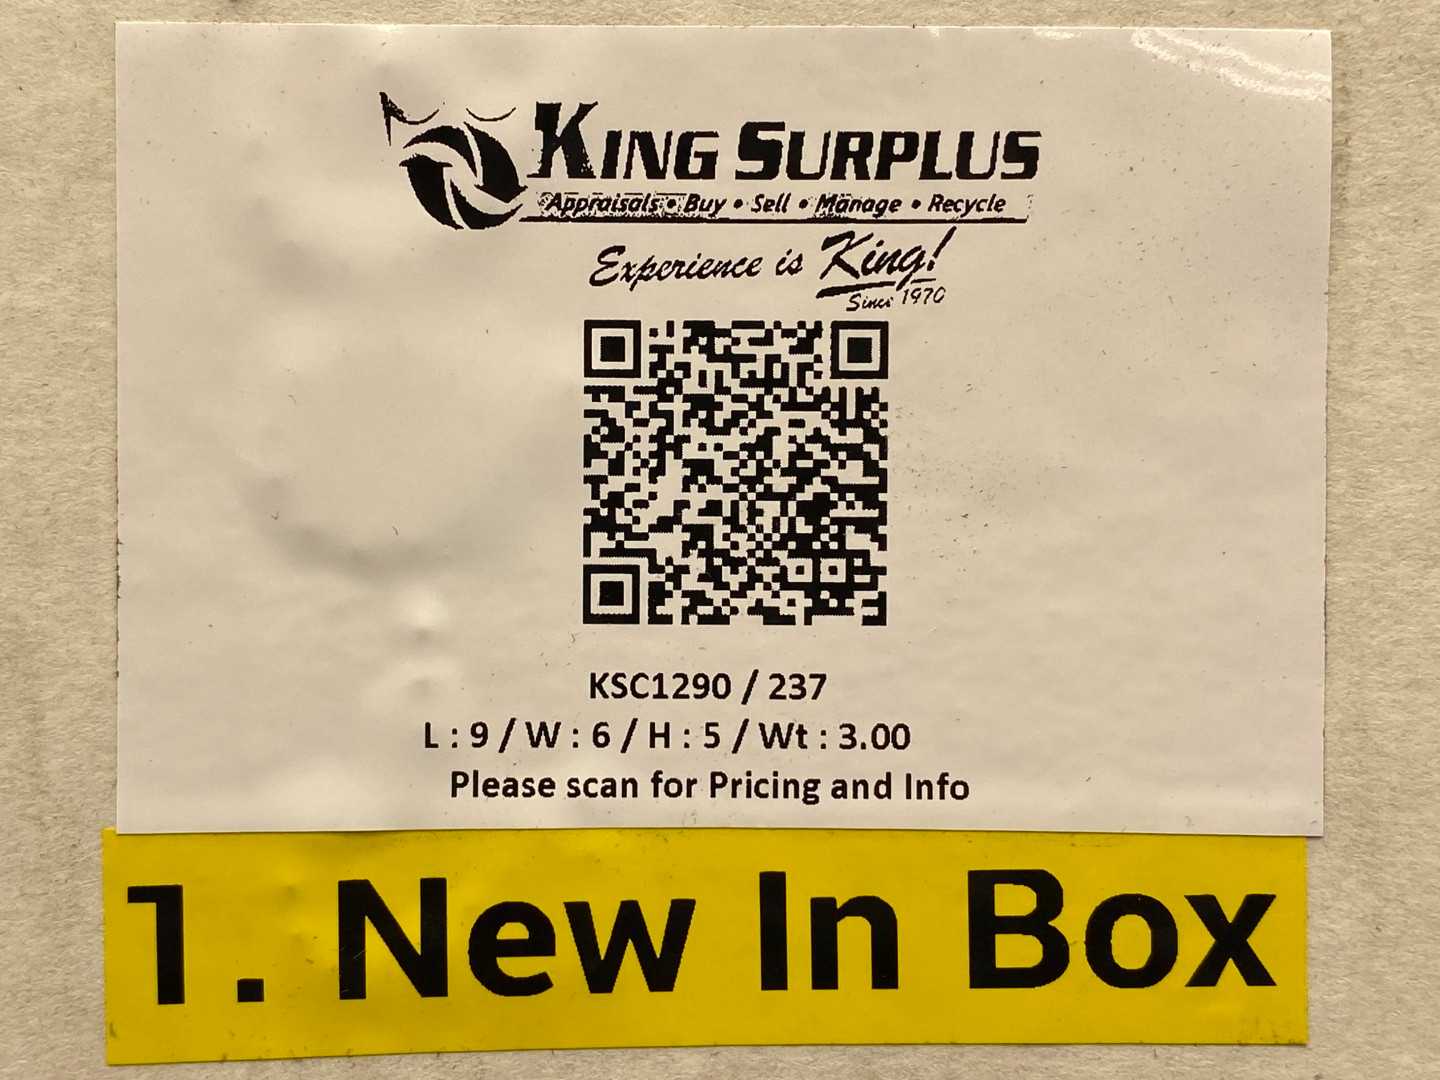 KING SURPLUS
Appraisals • Buy • Sell • Manage • Recycle
Experience is King!
Since 1970
KSC1290 / 237
L : 9 / W : 6 / H : 5 / Wt : 3.00
Please scan for Pricing and Info
1. New In Box